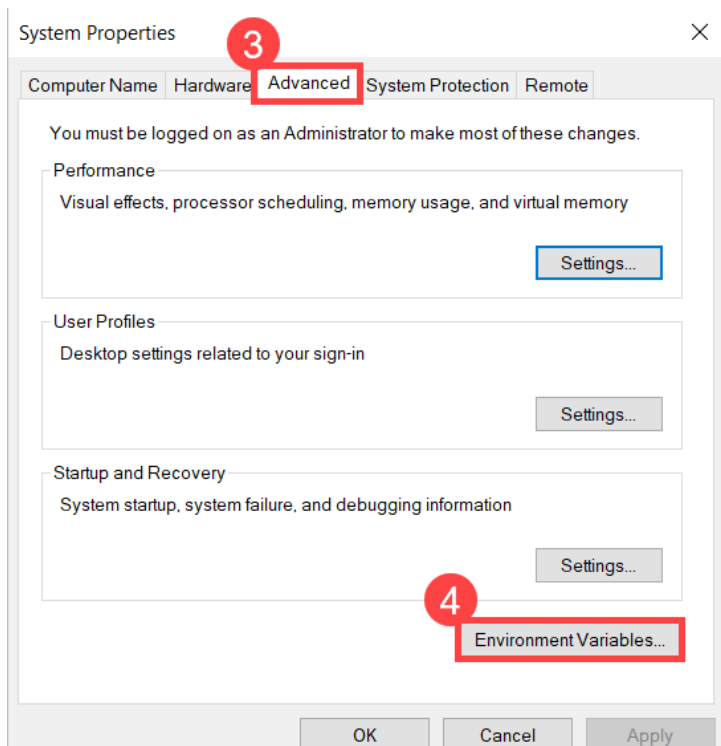 System Properties
3
Computer Name Hardware Advanced System Protection Remote
You must be logged on as an Administrator to make most of these changes.
Performance
Visual effects, processor scheduling, memory usage, and virtual memory
Settings...
User Profiles
Desktop settings related to your sign-in
Settings...
Startup and Recovery
System startup, system failure, and debugging information
Settings...
4
Environment Variables...
OK Cancel Apply